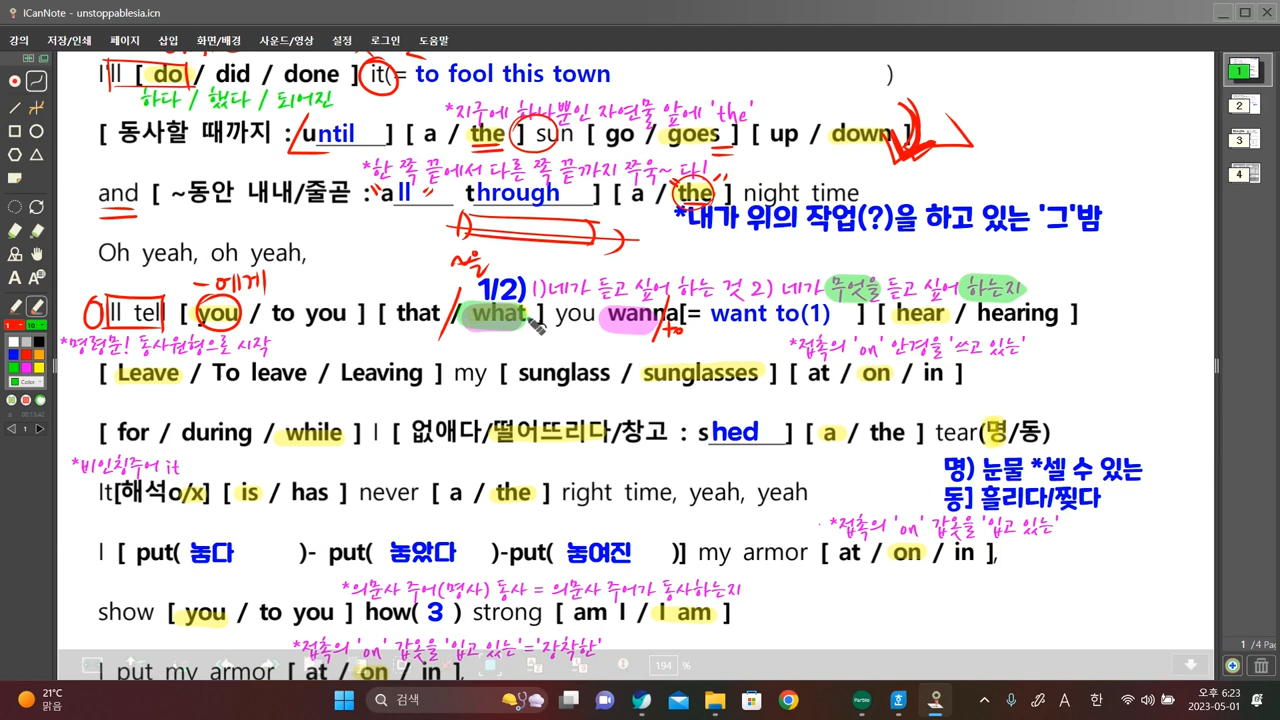 ICanNote - unstoppablesia.icn
강의 저장/인쇄 페이지 삽입 화면/배경 사운드/영상 설정 로그인 도움말
I'll [ do / did / done ] it(= to fool this town )
하다 / 했다 / 되어진
*지구에 하나뿐인 자연물 앞에 'the'
[ 동사할 때까지 : until ] [ a / the ] sun [ go / goes ] [ up / down ]
*한 쪽 끝에서 다른 쪽 끝까지 쭈욱~ 다!
and [ ~동안 내내/줄곧 : all through ] [ a / the ] night time
*내가 위의 작업(?)을 하고 있는 '그'밤
Oh yeah, oh yeah,
~에게 ~을
1/2) 1)네가 듣고 싶어 하는 것 2) 네가 무엇을 듣고 싶어 하는지
I'll tell [ you / to you ] [ that / what ] you wanna[= want to(1) ] [ hear / hearing ]
to
*명령문! 동사원형으로 시작 *접촉의 'on' 안경을 '쓰고 있는'
[ Leave / To leave / Leaving ] my [ sunglass / sunglasses ] [ at / on / in ]
[ for / during / while ] I [ 없애다/떨어뜨리다/창고 : shed ] [ a / the ] tear(명/동)
*비인칭주어 it
명) 눈물 *셀 수 있는
It[해석o/x] [ is / has ] never [ a / the ] right time, yeah, yeah
동] 흘리다/찢다
*접촉의 'on' 갑옷을 '입고 있는'
I [ put( 놓다 )- put( 놓았다 )-put( 놓여진 )] my armor [ at / on / in ],
*의문사 주어(명사) 동사 = 의문사 주어가 동사하는지
show [ you / to you ] how( 3 ) strong [ am I / I am ]
*접촉의 'on' 갑옷을 '입고 있는'='장착한'
I put my armor [ at / on / in ],
194 %
1
2
3
4
1 /4 Pag
Color
00:13:42
21°C
맑음
검색
한
오후 6:23
2023-05-01